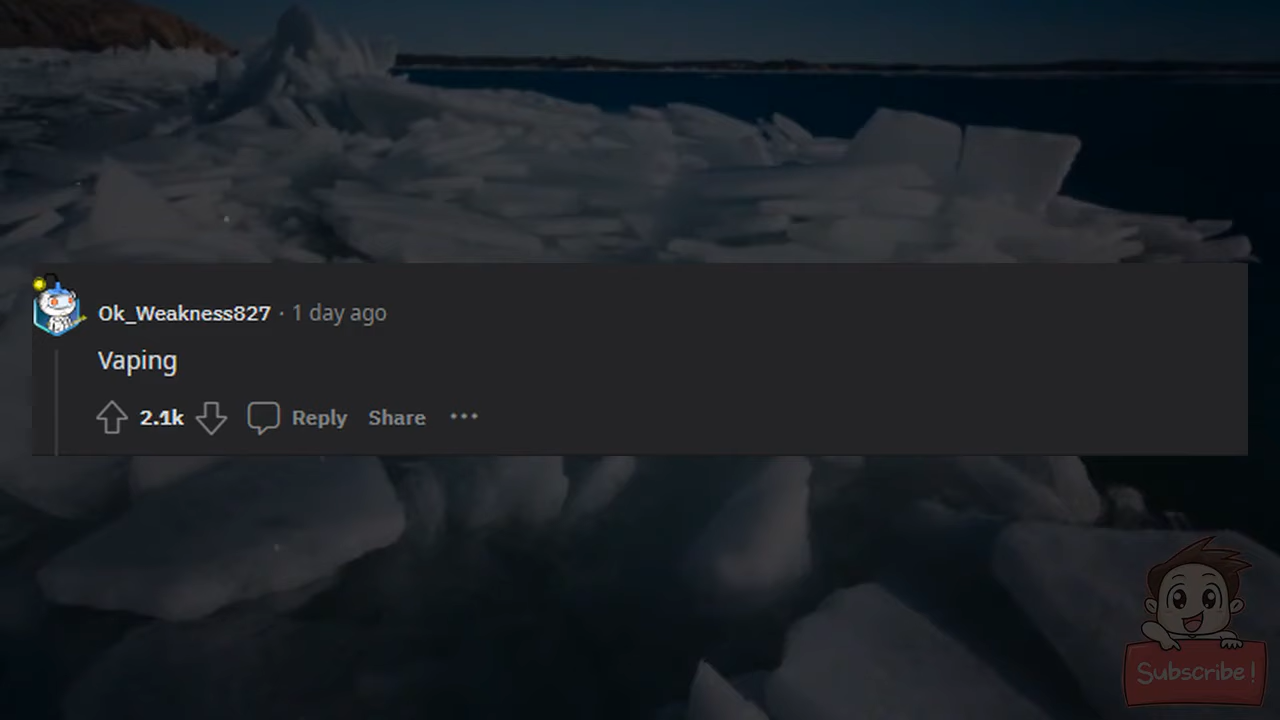 Ok_Weakness827 · 1 day ago
Vaping
2.1k Reply Share ···
Subscribe!